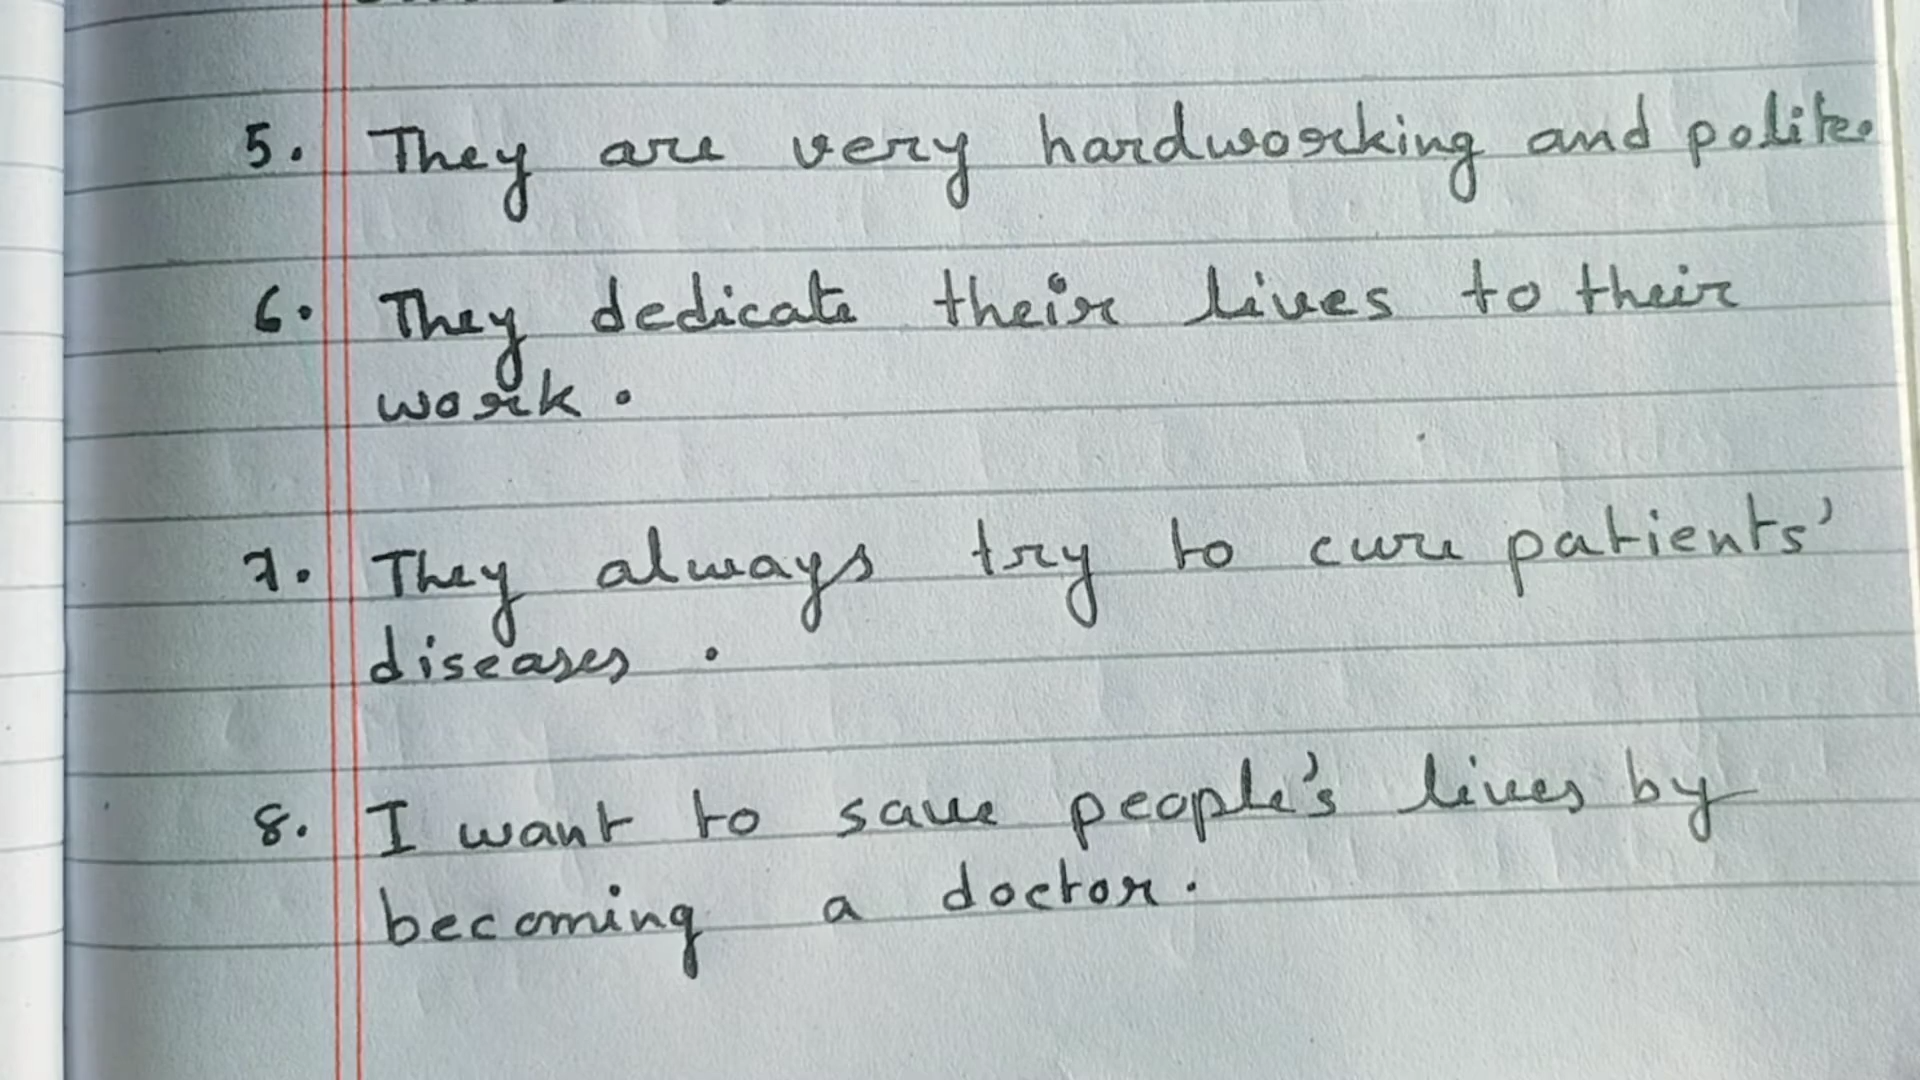 5. They are very hardworking and polite.
6. They dedicate their lives to their
work.
7. They always try to cure patients'
diseases.
8. I want to save people's lives by
becoming a doctor.